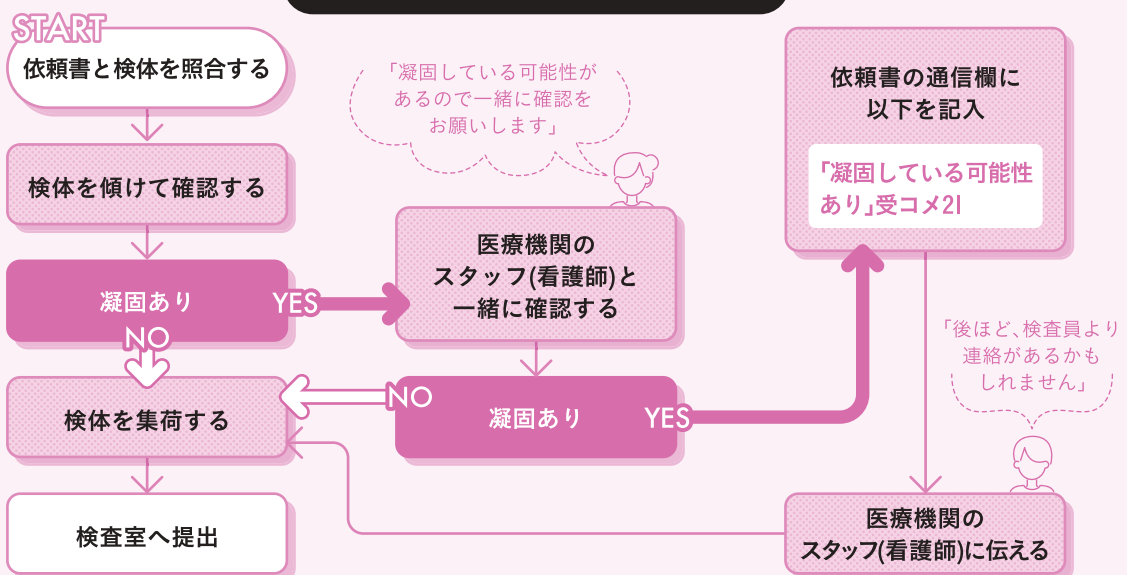 START
依頼書と検体を照合する
検体を傾けて確認する
凝固あり
YES
NO
検体を集荷する
検査室へ提出
「凝固している可能性が
あるので一緒に確認を
お願いします」
医療機関の
スタッフ(看護師)と
一緒に確認する
凝固あり
NO
YES
依頼書の通信欄に
以下を記入
「凝固している可能性
あり」受コメ21
「後ほど、検査員より
連絡があるかも
しれません」
医療機関の
スタッフ(看護師)に伝える